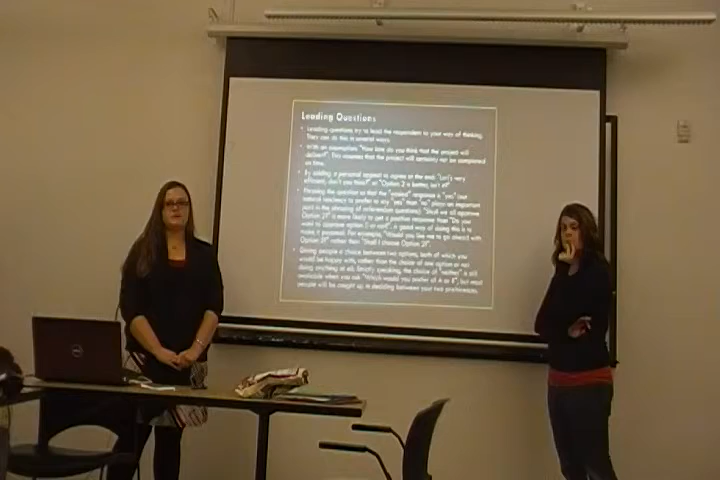 Leading Questions
• Leading questions try to lead the respondent to your way of thinking.
They can do this in several ways.
• With an assumption: "How late do you think that the project will
deliver?". This assumes that the project will certainly not be completed
on time.
• By adding a personal appeal to agree at the end: "Lori's very
efficient, don't you think?" or "Option 2 is better, isn't it?"
• Phrasing the question so that the "easiest" response is "yes" (our
natural tendency to prefer to say "yes" than "no" plays an important
part in the phrasing of referendum questions): "Shall we all approve
Option 2?" is more likely to get a positive response than "Do you
want to approve option 2 or not?". A good way of doing this is to
make it personal. For example, "Would you like me to go ahead with
Option 2?" rather than "Shall I choose Option 2?".
• Giving people a choice between two options, both of which you
would be happy with, rather than the choice of one option or not
doing anything at all. Strictly speaking, the choice of "neither" is still
available when you ask "Which would you prefer of A or B", but most
people will be caught up in deciding between your two preferences.
DELL